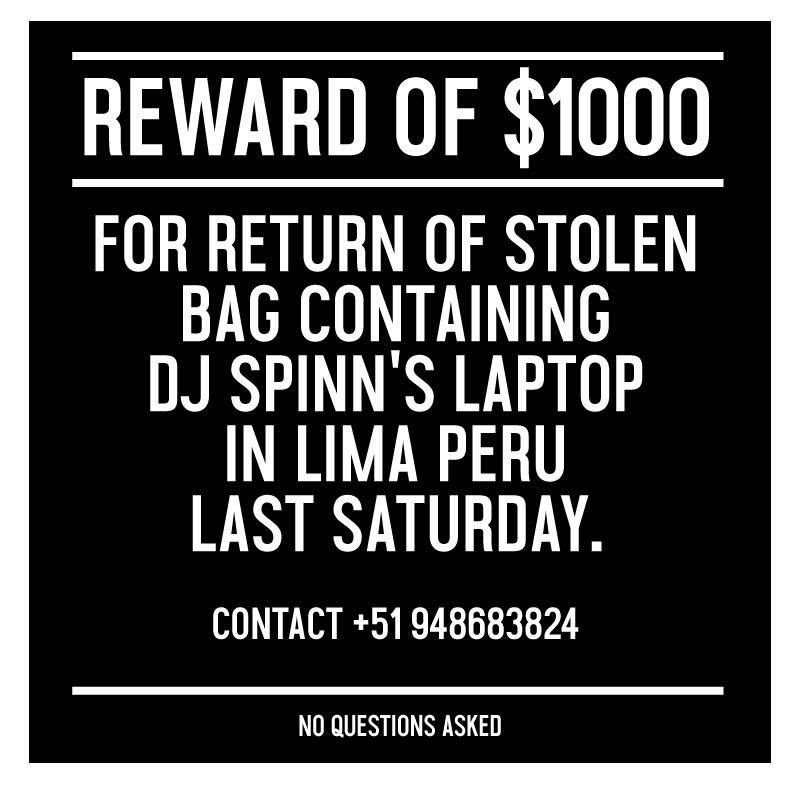 REWARD OF $1000
FOR RETURN OF STOLEN
BAG CONTAINING
DJ SPINN'S LAPTOP
IN LIMA PERU
LAST SATURDAY.
CONTACT +51 948683824
NO QUESTIONS ASKED